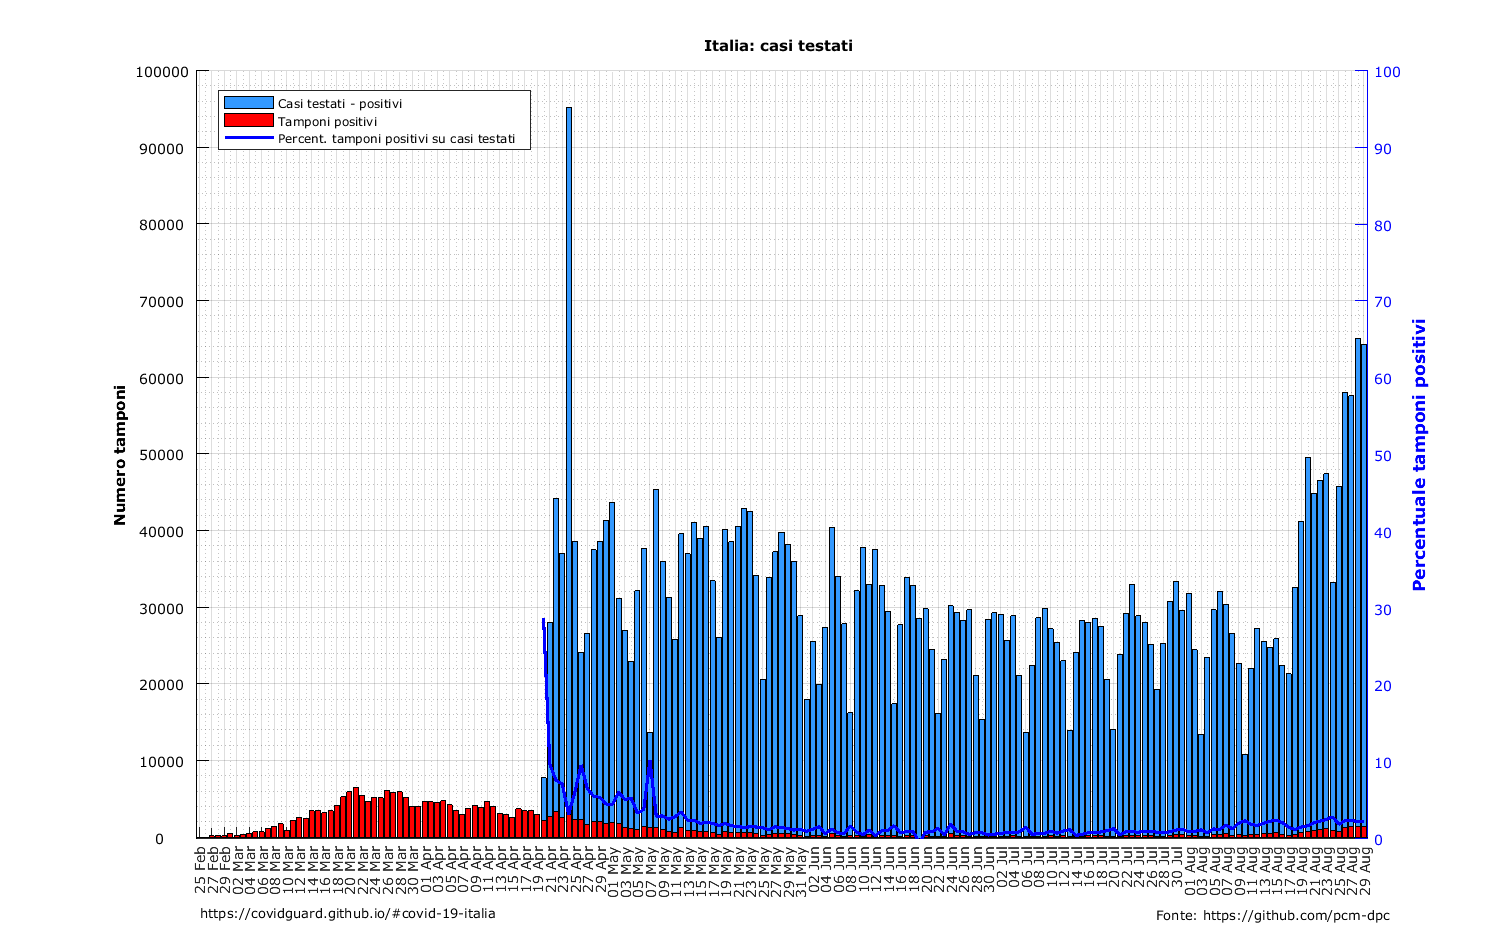 Italia: casi testati
Casi testati - positivi
Tamponi positivi
Percent. tamponi positivi su casi testati
Numero tamponi
100000
90000
80000
70000
60000
50000
40000
30000
20000
10000
0
100
90
80
70
60
50
40
30
20
10
0
Percentuale tamponi positivi
25 Feb
27 Feb
29 Feb
02 Mar
04 Mar
06 Mar
08 Mar
10 Mar
12 Mar
14 Mar
16 Mar
18 Mar
20 Mar
22 Mar
24 Mar
26 Mar
28 Mar
30 Mar
01 Apr
03 Apr
05 Apr
07 Apr
09 Apr
11 Apr
13 Apr
15 Apr
17 Apr
19 Apr
21 Apr
23 Apr
25 Apr
27 Apr
29 Apr
01 May
03 May
05 May
07 May
09 May
11 May
13 May
15 May
17 May
19 May
21 May
23 May
25 May
27 May
29 May
31 May
02 Jun
04 Jun
06 Jun
08 Jun
10 Jun
12 Jun
14 Jun
16 Jun
18 Jun
20 Jun
22 Jun
24 Jun
26 Jun
28 Jun
30 Jun
02 Jul
04 Jul
06 Jul
08 Jul
10 Jul
12 Jul
14 Jul
16 Jul
18 Jul
20 Jul
22 Jul
24 Jul
26 Jul
28 Jul
30 Jul
01 Aug
03 Aug
05 Aug
07 Aug
09 Aug
11 Aug
13 Aug
15 Aug
17 Aug
19 Aug
21 Aug
23 Aug
25 Aug
27 Aug
29 Aug
https://covidguard.github.io/#covid-19-italia
Fonte: https://github.com/pcm-dpc